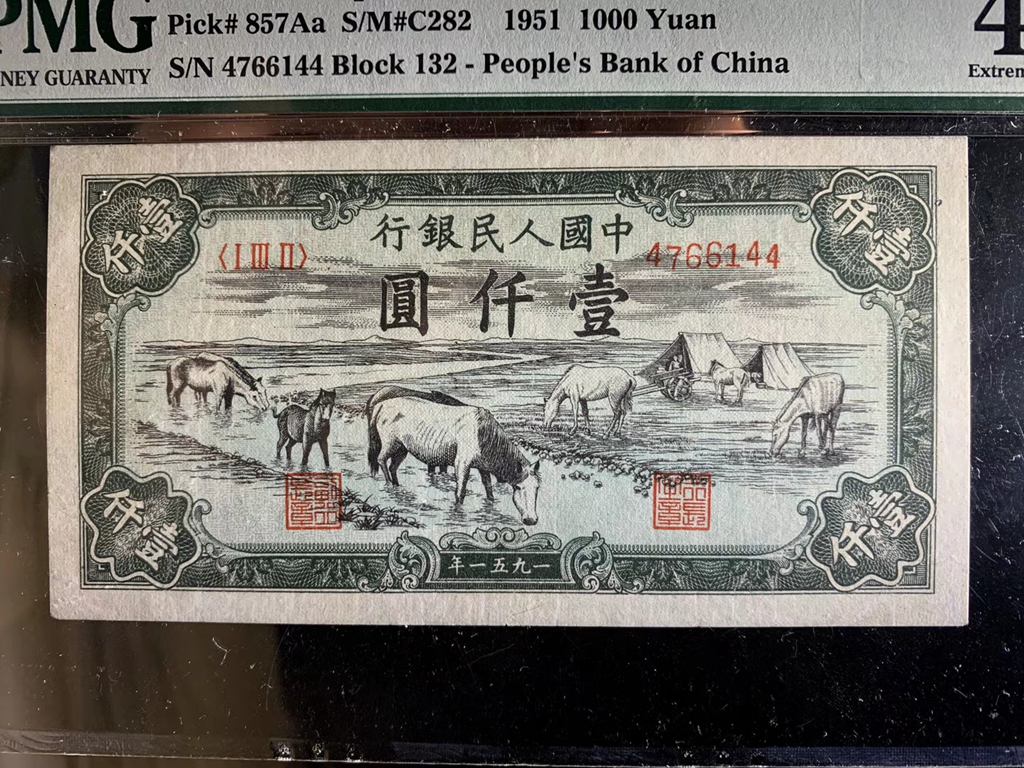 PMG
Pick# 857Aa S/M#C282 1951 1000 Yuan
4
NEY GUARANTY
S/N 4766144 Block 132 - People's Bank of China
Extrem
壹仟
仟壹
行銀民人國中
〈I III II〉
4766144
圓仟壹
仟壹
壹仟
年一五九一